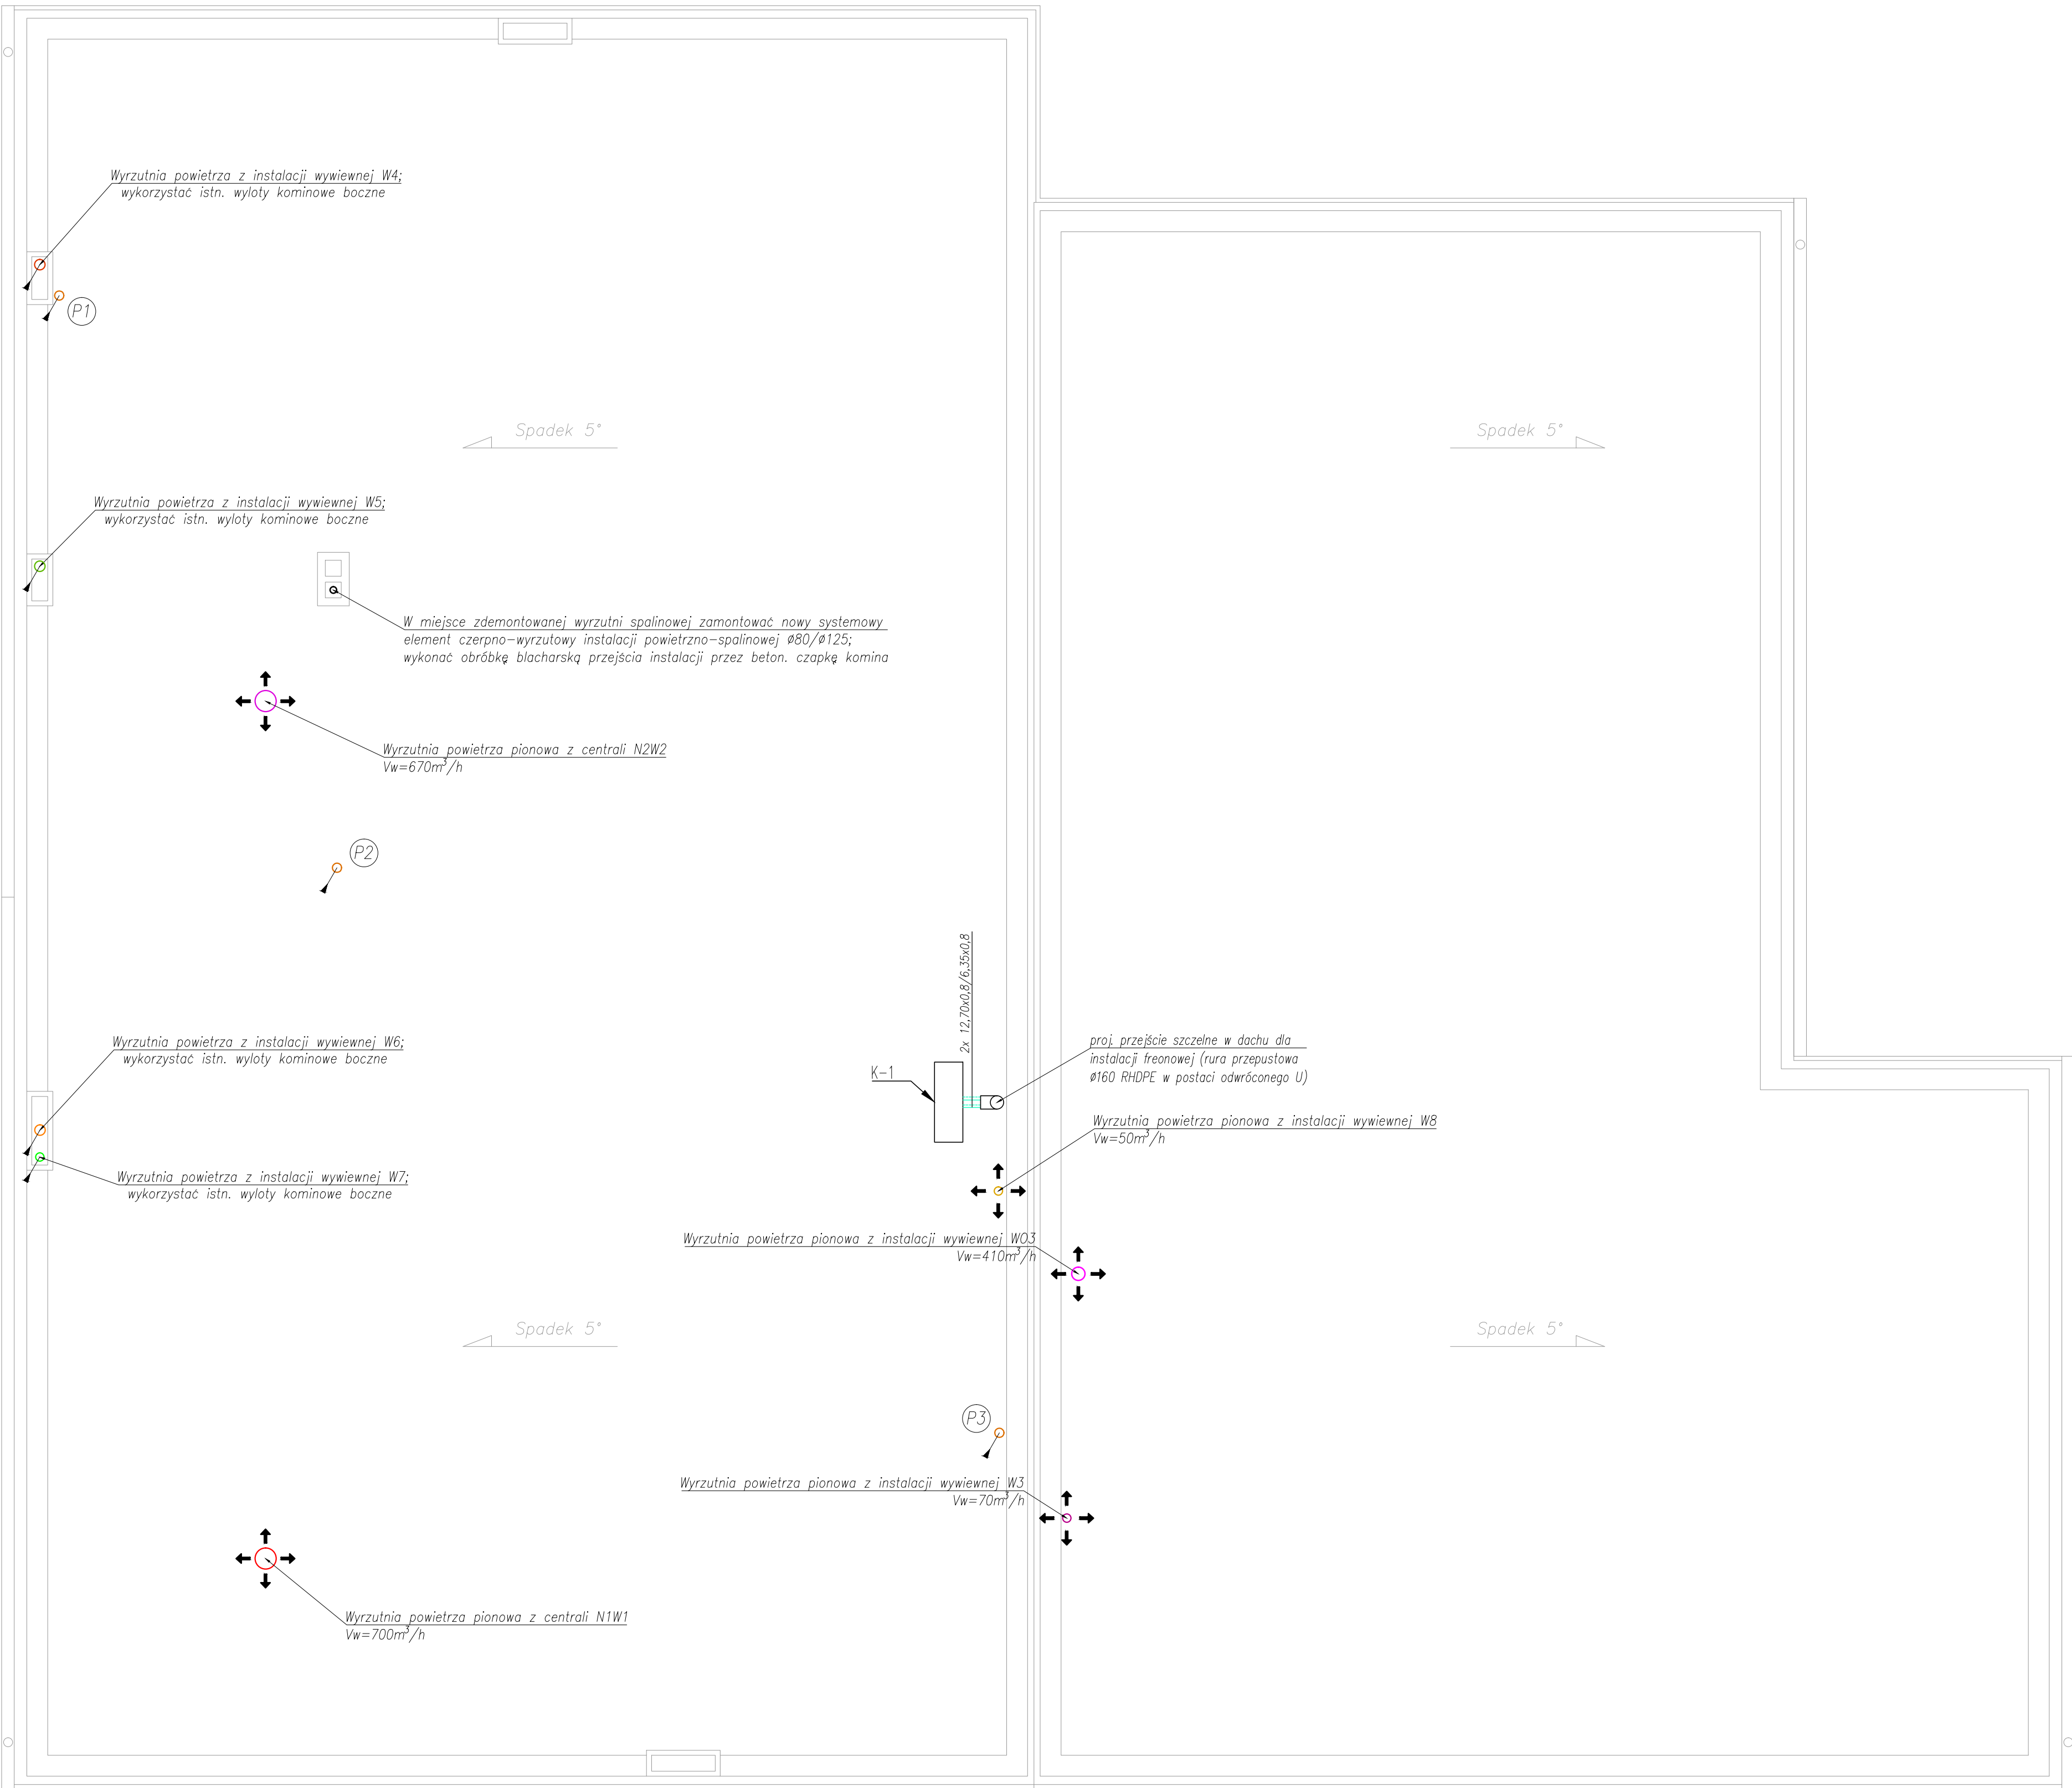 Wyrzutnia powietrza z instalacji wywiewnej W4;
wykorzystać istn. wyloty kominowe boczne
P1
Spadek 5°
Spadek 5°
Wyrzutnia powietrza z instalacji wywiewnej W5;
wykorzystać istn. wyloty kominowe boczne
W miejsce zdemontowanej wyrzutni spalinowej zamontować nowy systemowy
element czerpno-wyrzutowy instalacji powietrzno-spalinowej ø80/ø125;
wykonać obróbkę blacharską przejścia instalacji przez beton. czapkę komina
Wyrzutnia powietrza pionowa z centrali N2W2
Vw=670m³/h
P2
2x 12,70x0,8/6,35x0,8
Wyrzutnia powietrza z instalacji wywiewnej W6;
wykorzystać istn. wyloty kominowe boczne
K-1
proj. przejście szczelne w dachu dla
instalacji freonowej (rura przepustowa
ø160 RHDPE w postaci odwróconego U)
Wyrzutnia powietrza pionowa z instalacji wywiewnej W8
Vw=50m³/h
Wyrzutnia powietrza z instalacji wywiewnej W7;
wykorzystać istn. wyloty kominowe boczne
Wyrzutnia powietrza pionowa z instalacji wywiewnej WO3
Vw=410m³/h
Spadek 5°
Spadek 5°
P3
Wyrzutnia powietrza pionowa z instalacji wywiewnej W3
Vw=70m³/h
Wyrzutnia powietrza pionowa z centrali N1W1
Vw=700m³/h